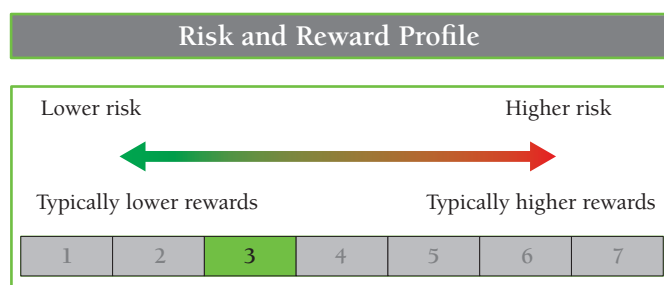 Risk and Reward Profile
Lower risk Higher risk
Typically lower rewards Typically higher rewards
1 2 3 4 5 6 7